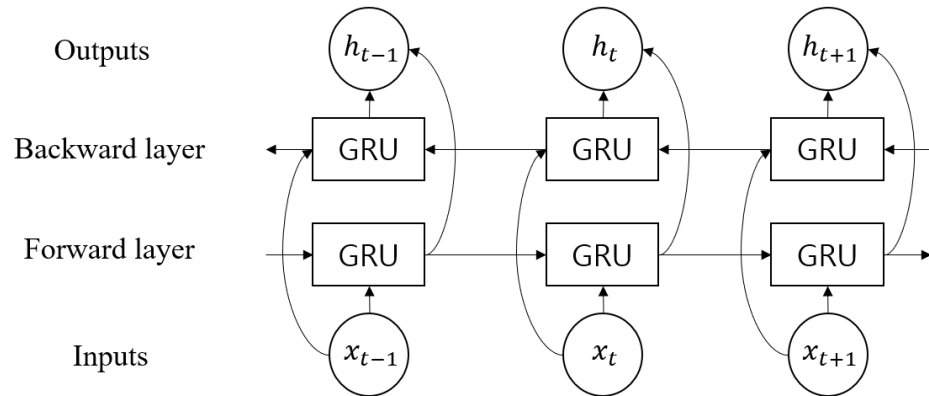 Outputs h_{t−1} h_t h_{t+1}
Backward layer GRU GRU GRU
Forward layer GRU GRU GRU
Inputs x_{t−1} x_t x_{t+1}